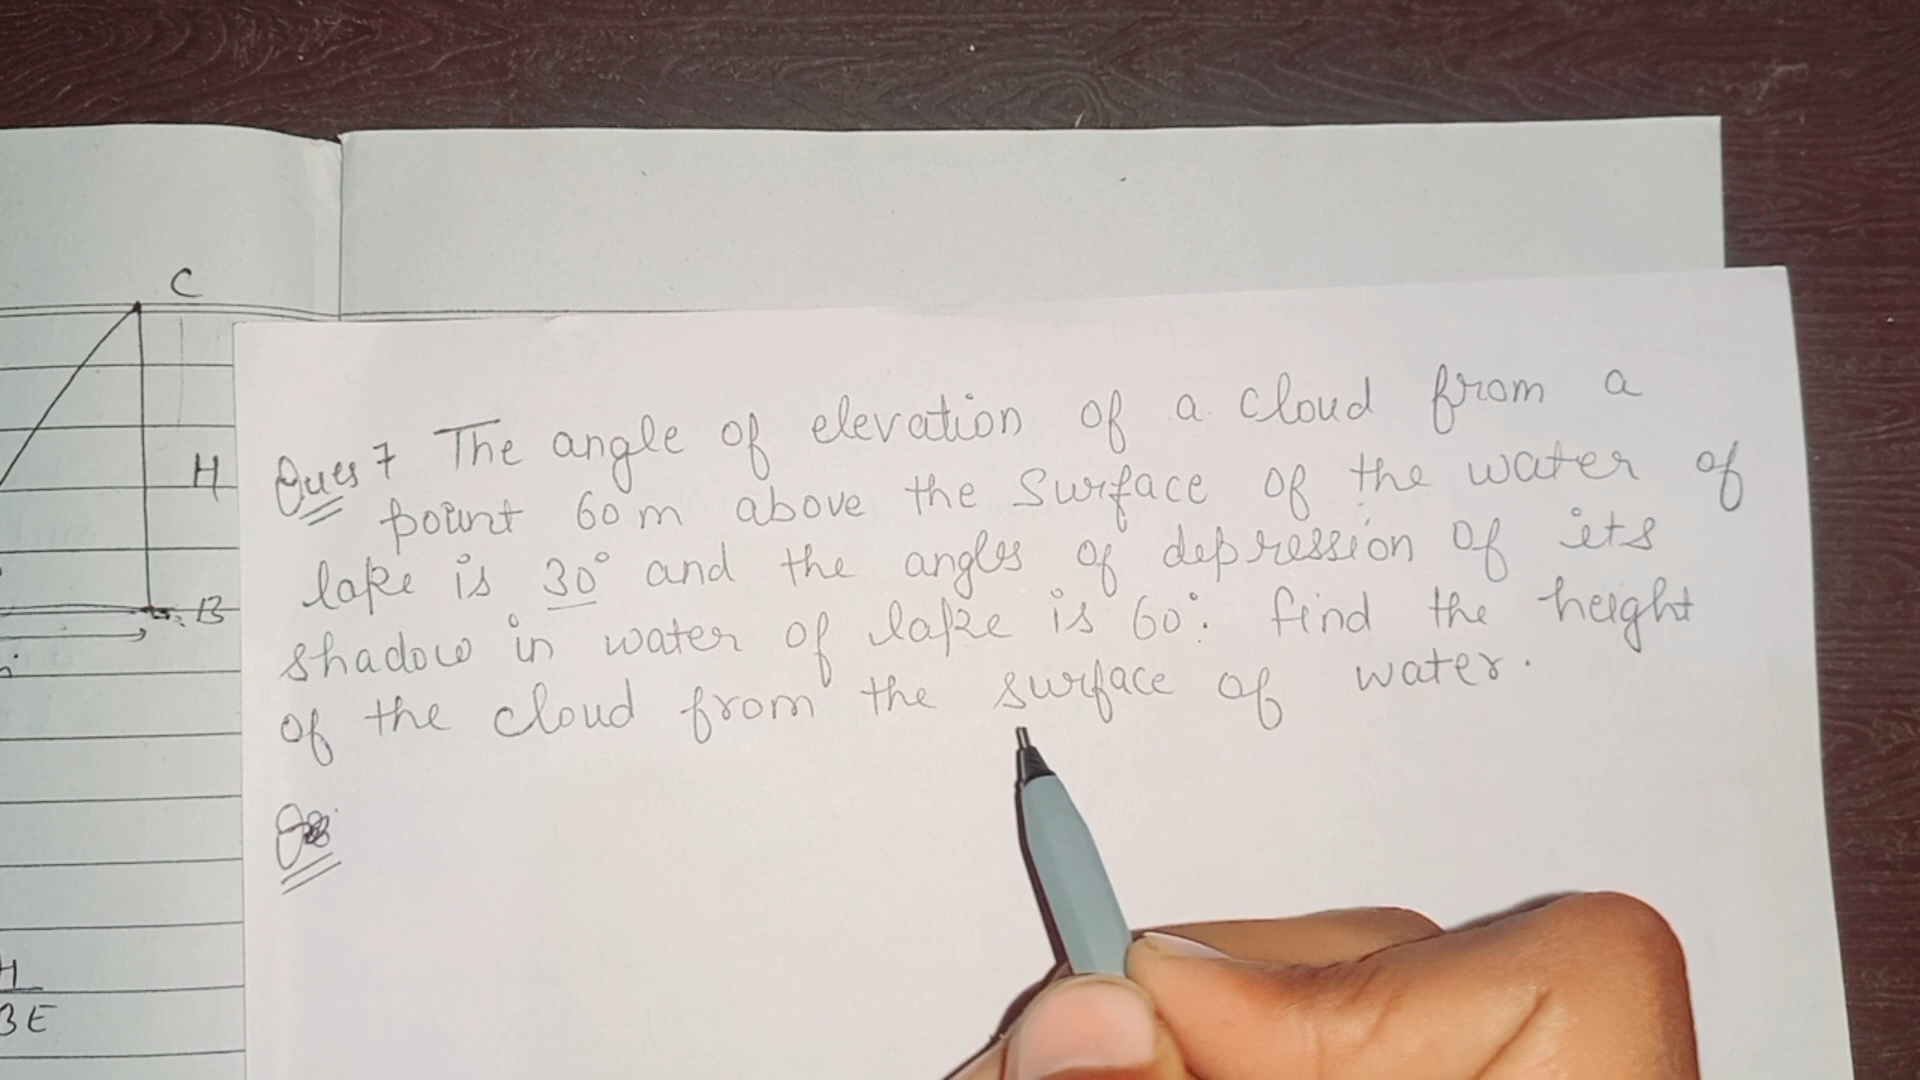 C
H
B
Ques 7 The angle of elevation of a cloud from a
point 60 m above the Surface of the water of
lake is 30° and the angles of depression of its
shadow in water of lake is 60°. find the height
of the cloud from the surface of water.
H
BE